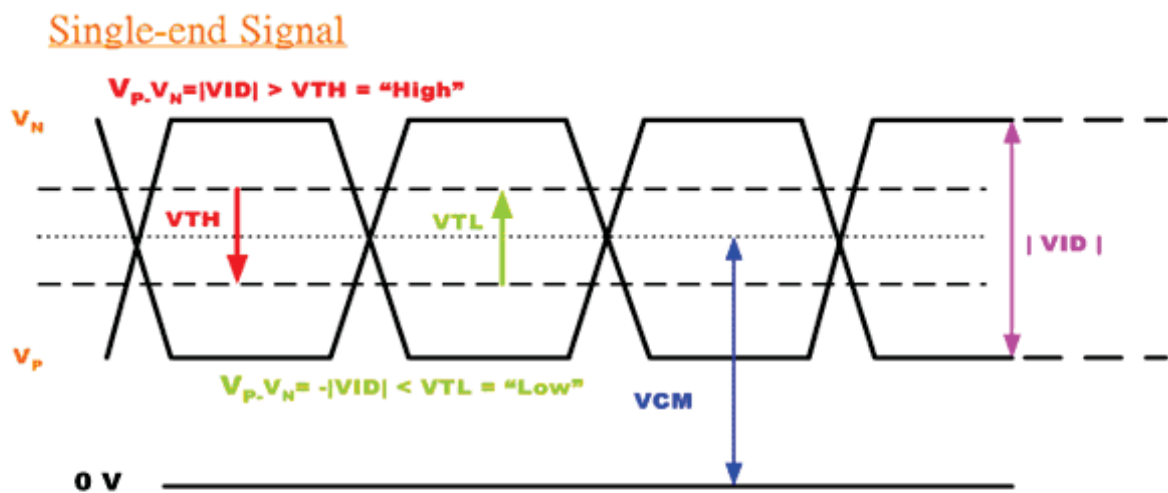 Single-end Signal
VP-VN=|VID| > VTH = “High”
VN
VTH
VTL
| VID |
VP
VP-VN= -|VID| < VTL = “Low”
VCM
0 V